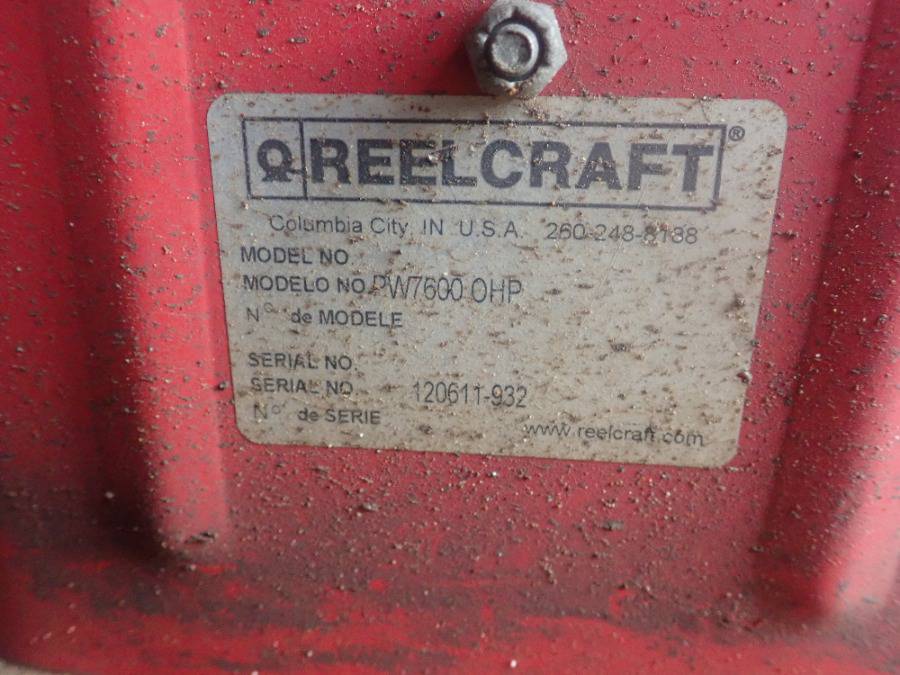 REELCRAFT®
Columbia City, IN U.S.A. 260-248-8188
MODEL NO.
MODELO NO. PW7600 OHP
N° de MODELE
SERIAL NO.
SERIAL NO. 120611-932
N° de SERIE
www.reelcraft.com